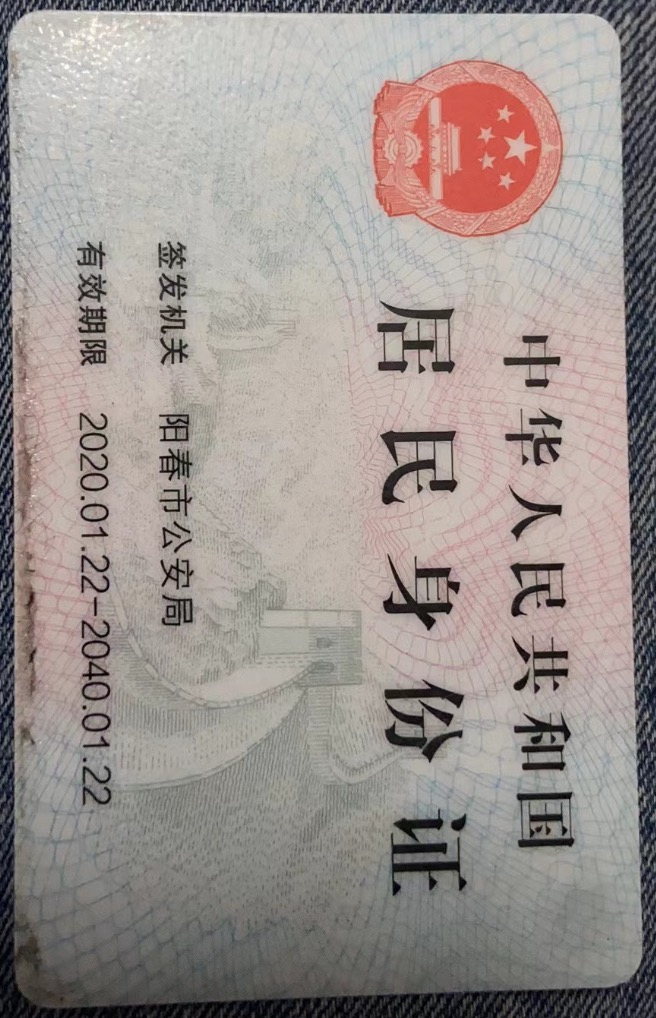 中华人民共和国
居民身份证
签发机关 阳春市公安局
有效期限 2020.01.22-2040.01.22